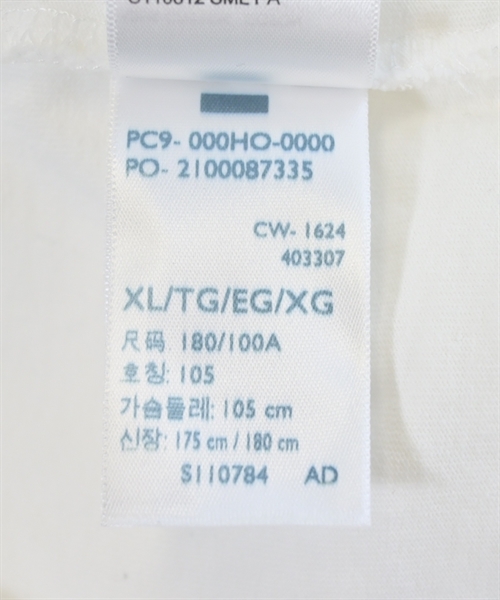 PC9- 000HO-0000
PO- 2100087335
CW- 1624
403307
XL/TG/EG/XG
尺码 180/100A
호칭: 105
가슴둘레: 105 cm
신장: 175 cm / 180 cm
S110784 AD